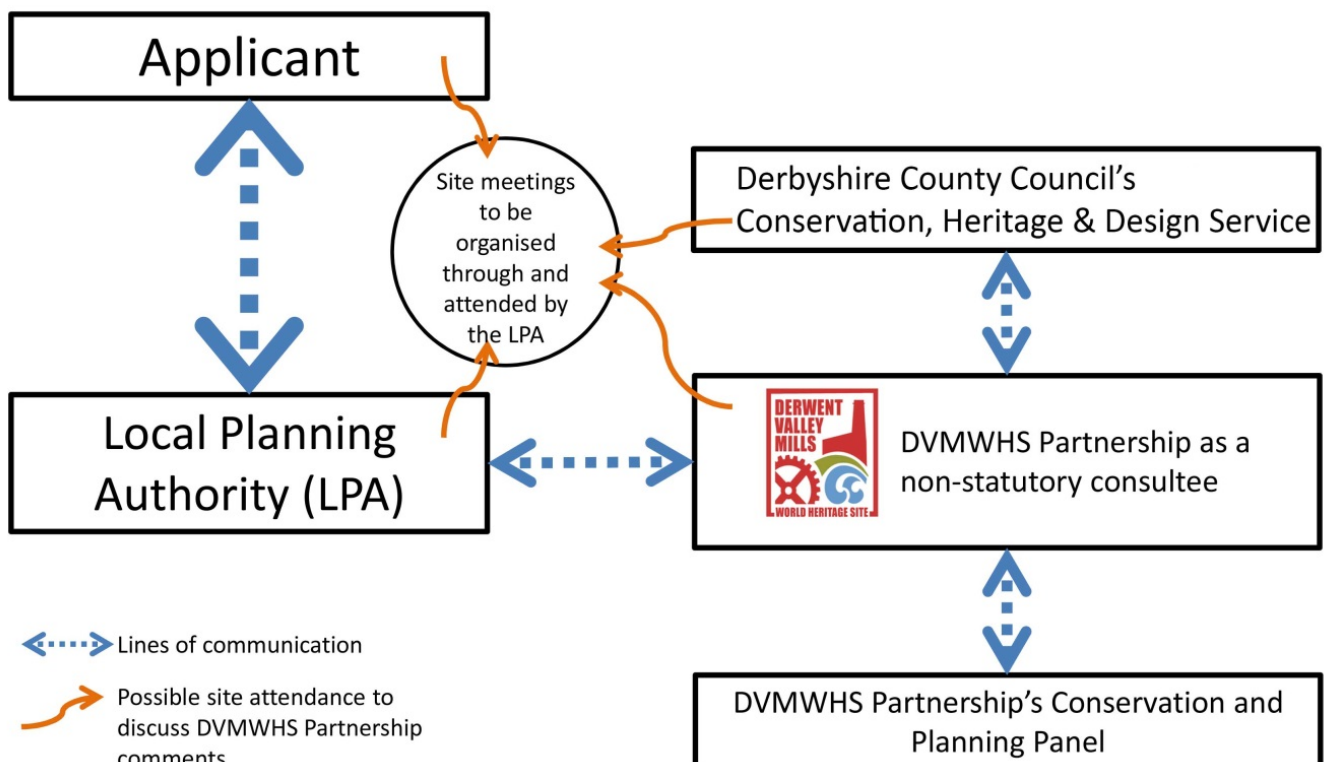 Applicant
Site meetings
to be
organised
through and
attended by
the LPA
Derbyshire County Council's
Conservation, Heritage & Design Service
Local Planning
Authority (LPA)
DERWENT
VALLEY
MILLS
WORLD HERITAGE SITE
DVMWHS Partnership as a
non-statutory consultee
Lines of communication
Possible site attendance to
discuss DVMWHS Partnership
comments
DVMWHS Partnership's Conservation and
Planning Panel